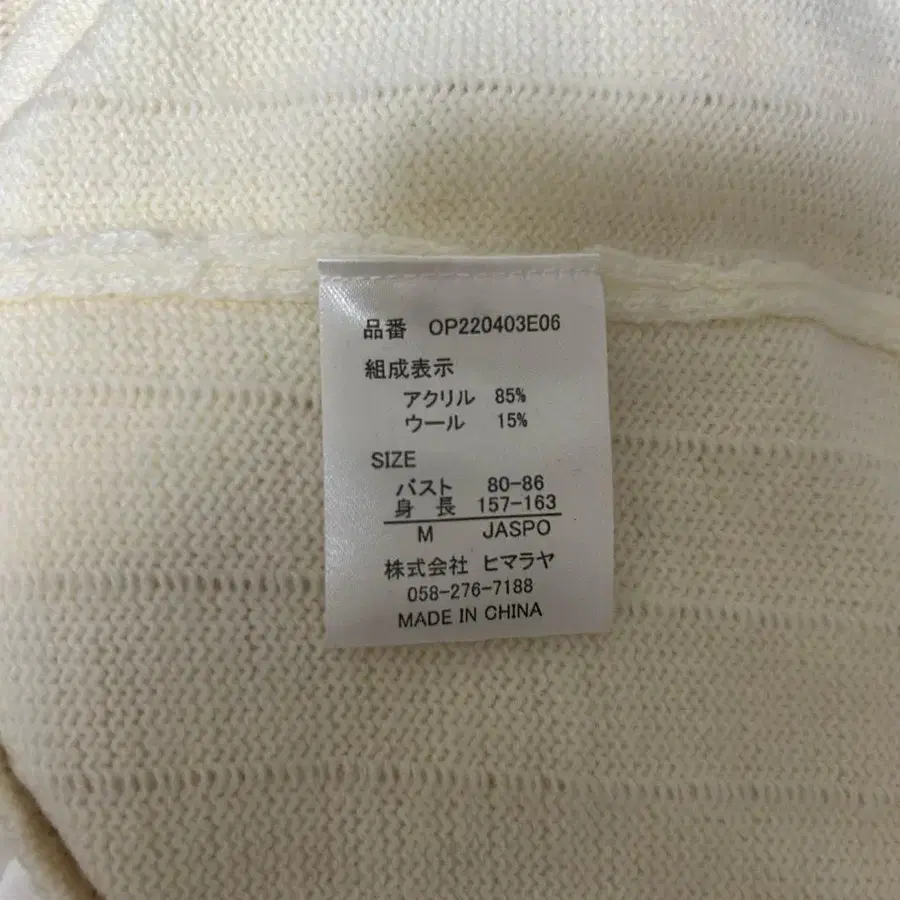 品番 OP220403E06
組成表示
アクリル 85%
ウール 15%
SIZE
バスト 80-86
身長 157-163
M JASPO
株式会社 ヒマラヤ
058-276-7188
MADE IN CHINA